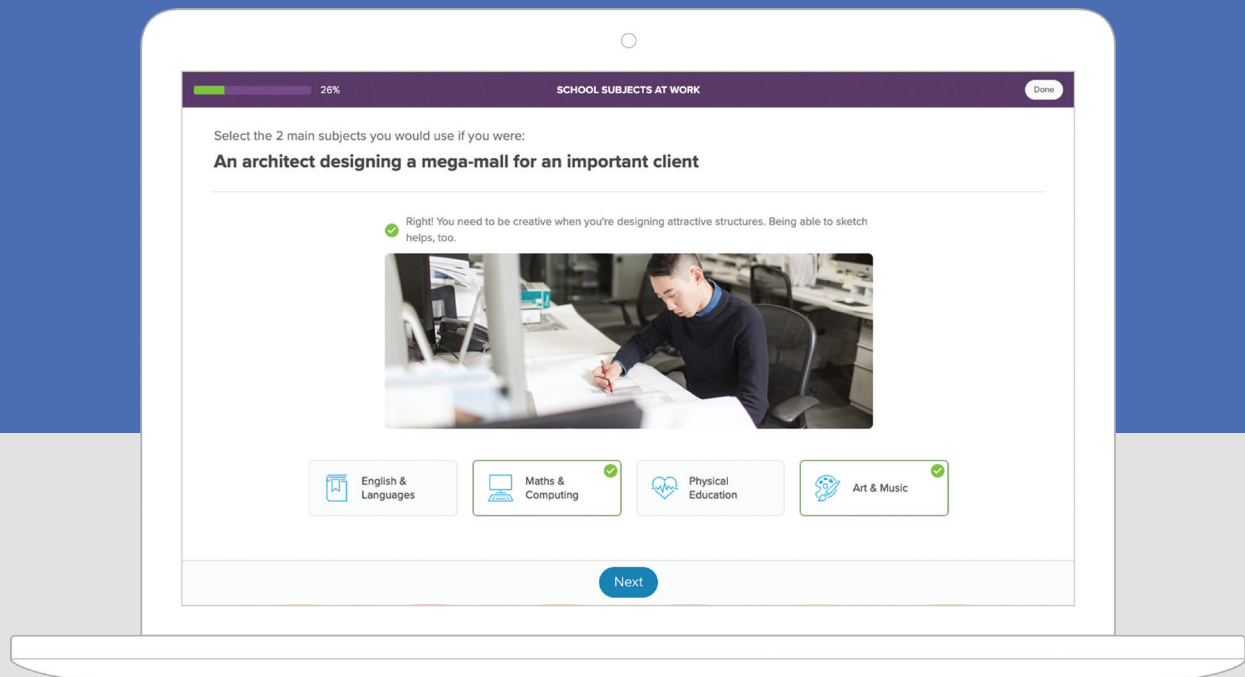 26%
SCHOOL SUBJECTS AT WORK
Done
Select the 2 main subjects you would use if you were:
An architect designing a mega-mall for an important client
Right! You need to be creative when you're designing attractive structures. Being able to sketch
helps, too.
English &
Languages
Maths &
Computing
Physical
Education
Art & Music
Next